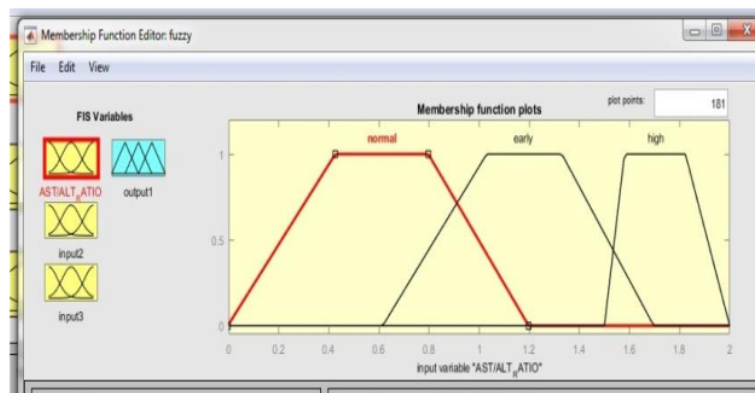 Membership Function Editor: fuzzy
File Edit View
FIS Variables
AST/ALT_RATIO
output1
input2
input3
Membership function plots
plot points:
181
normal
early
high
1
0.5
0
0 0.2 0.4 0.6 0.8 1 1.2 1.4 1.6 1.8 2
input variable "AST/ALT_RATIO"